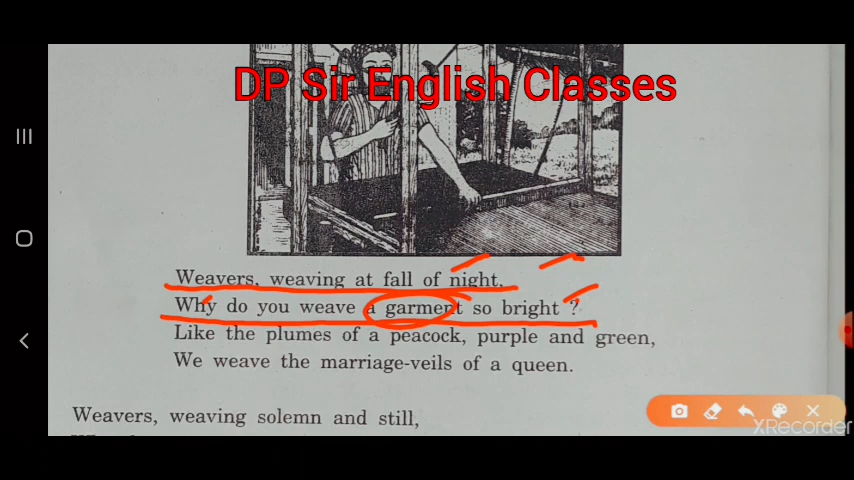 DP Sir English Classes
Weavers, weaving at fall of night,
Why do you weave a garment so bright ?
Like the plumes of a peacock, purple and green,
We weave the marriage-veils of a queen.
Weavers, weaving solemn and still,
XRecorder